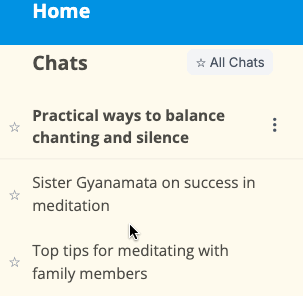 Home
Chats
☆ All Chats
Practical ways to balance
chanting and silence
Sister Gyanamata on success in
meditation
Top tips for meditating with
family members